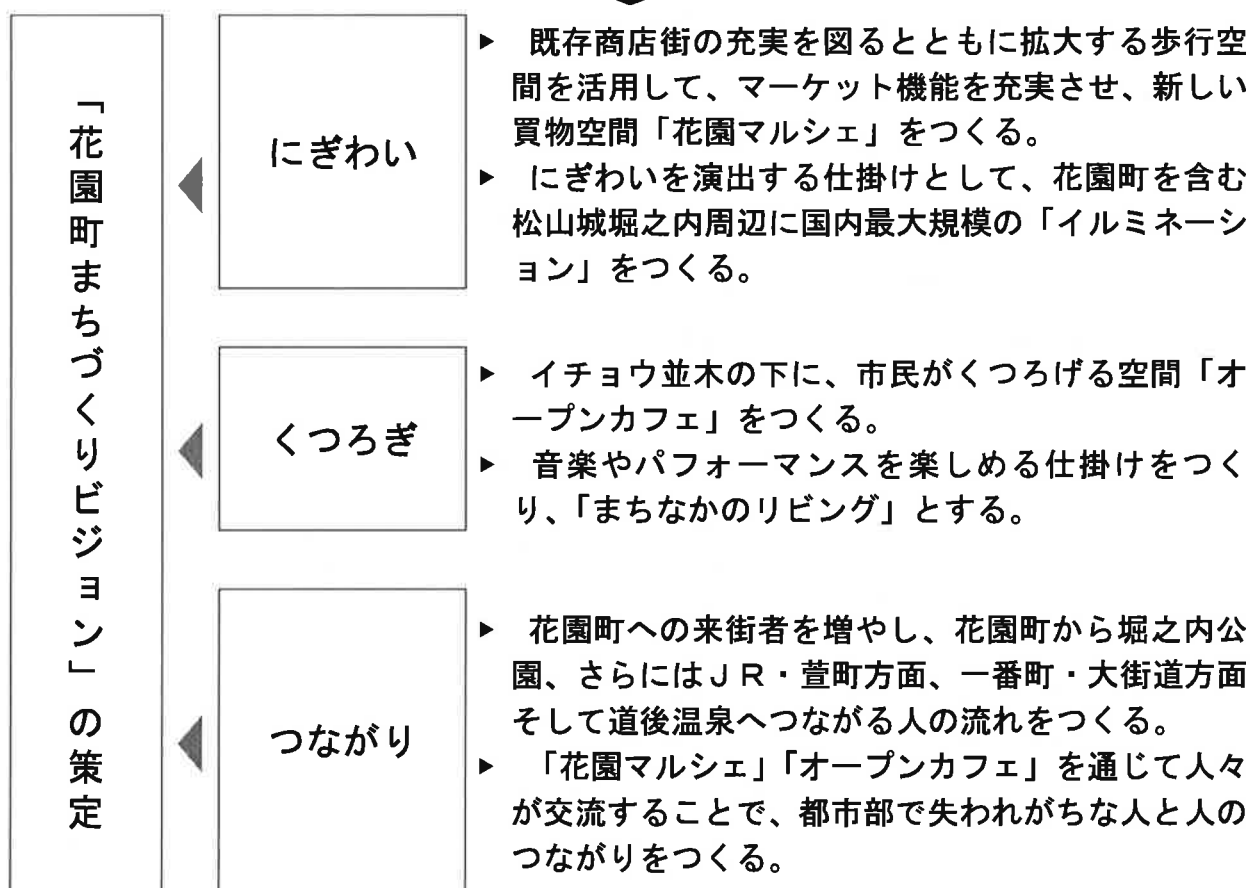 「花園町まちづくりビジョン」の策定
にぎわい
▶ 既存商店街の充実を図るとともに拡大する歩行空
間を活用して、マーケット機能を充実させ、新しい
買物空間「花園マルシェ」をつくる。
▶ にぎわいを演出する仕掛けとして、花園町を含む
松山城堀之内周辺に国内最大規模の「イルミネーシ
ョン」をつくる。
くつろぎ
▶ イチョウ並木の下に、市民がくつろげる空間「オ
ープンカフェ」をつくる。
▶ 音楽やパフォーマンスを楽しめる仕掛けをつく
り、「まちなかのリビング」とする。
つながり
▶ 花園町への来街者を増やし、花園町から堀之内公
園、さらにはＪＲ・萱町方面、一番町・大街道方面
そして道後温泉へつながる人の流れをつくる。
▶ 「花園マルシェ」「オープンカフェ」を通じて人々
が交流することで、都市部で失われがちな人と人の
つながりをつくる。